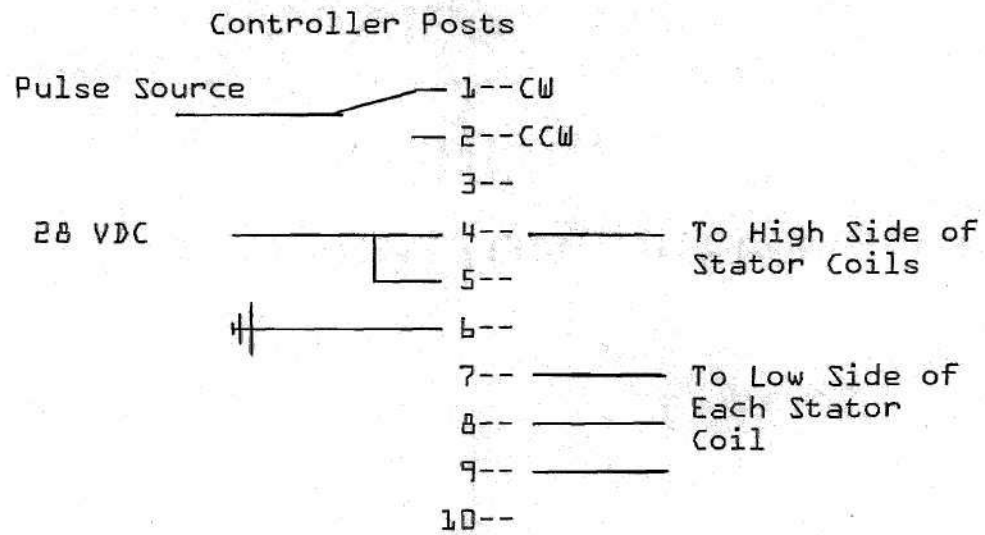 Controller Posts
Pulse Source
1--CW
2--CCW
3--
28 VDC
4--
To High Side of
Stator Coils
5--
6--
7--
To Low Side of
Each Stator
Coil
8--
9--
10--